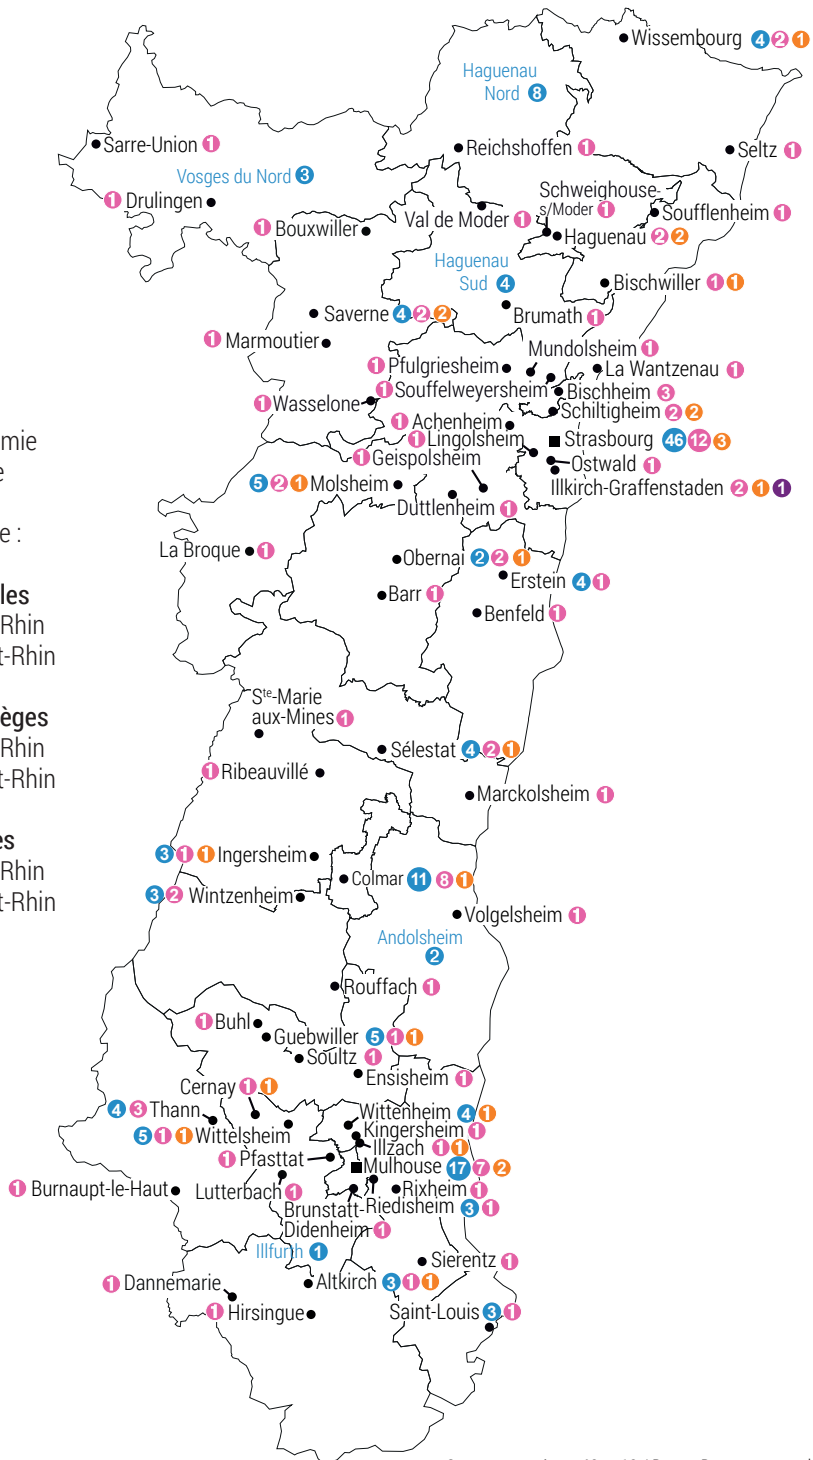 Wissembourg 4 2 1
Haguenau
Nord 8
Sarre-Union 1
Reichshoffen 1
Seltz 1
Vosges du Nord 3
1 Drulingen
Schweighouse-
s/Moder 1
Val de Moder 1
Soufflenheim 1
1 Bouxwiller
Haguenau 2 2
Haguenau
Sud 4
Bischwiller 1 1
Saverne 4 2 2
Brumath 1
1 Marmoutier
Mundolsheim 1
1 Pfulgriesheim
La Wantzenau 1
1 Souffelweyersheim
Bischheim 3
1 Wasselone
Schiltigheim 2 2
1 Achenheim
1 Lingolsheim
Strasbourg 46 12 3
1 Geispolsheim
Ostwald 1
5 2 1 Molsheim
Illkirch-Graffenstaden 2 1 1
Duttlenheim 1
La Broque 1
Obernai 2 2 1
Erstein 4 1
Barr 1
Benfeld 1
mie
e
e :
les
Rhin
t-Rhin
èges
Rhin
t-Rhin
es
Rhin
t-Rhin
Ste-Marie
aux-Mines 1
Sélestat 4 2 1
1 Ribeauvillé
Marckolsheim 1
3 1 1 Ingersheim
Colmar 11 8 1
3 2 Wintzenheim
Volgelsheim 1
Andolsheim
2
Rouffach 1
1 Buhl
Guebwiller 5 1 1
Soultz 1
Ensisheim 1
Cernay 1 1
4 3 Thann
Wittenheim 4 1
5 1 1 Wittelsheim
Kingersheim 1
Illzach 1 1
1 Pfasttat
Mulhouse 17 7 2
1 Burnaupt-le-Haut
Lutterbach 1
Rixheim 1
Riedisheim 3 1
Brunstatt-
Didenheim 1
Illfurth 1
Sierentz 1
1 Dannemarie
Altkirch 3 1 1
1 Hirsingue
Saint-Louis 3 1